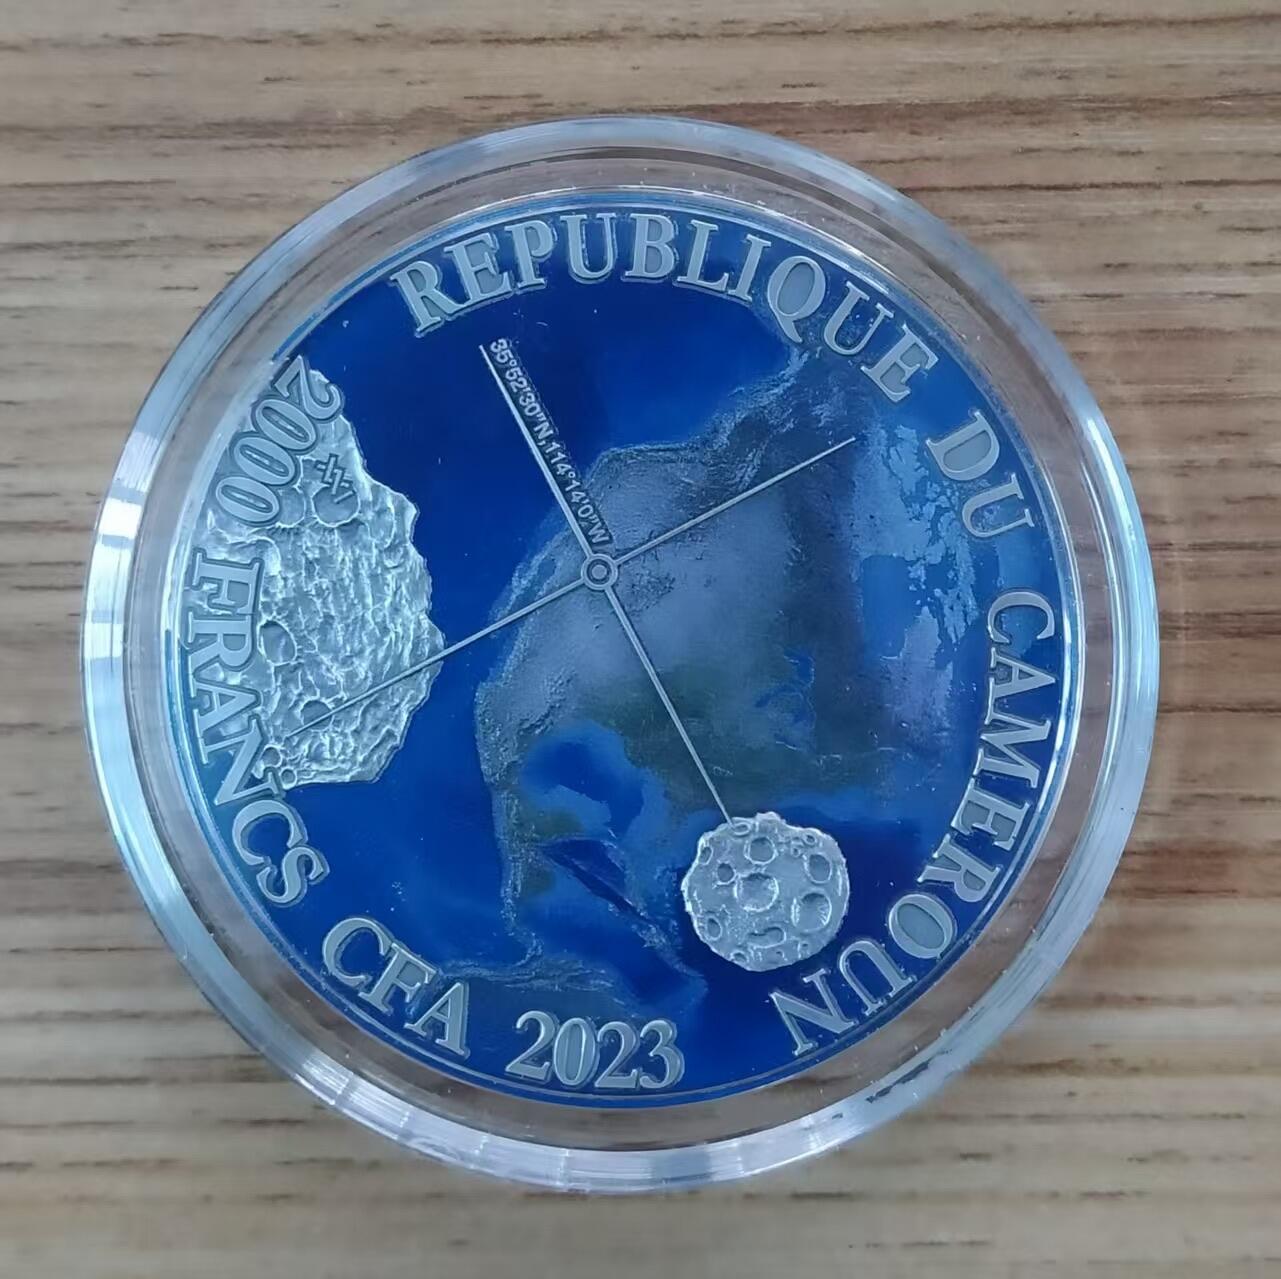 REPUBLIQUE DU CAMEROUN
2000 FRANCS CFA 2023
35°52'30"N,114°14'0"W